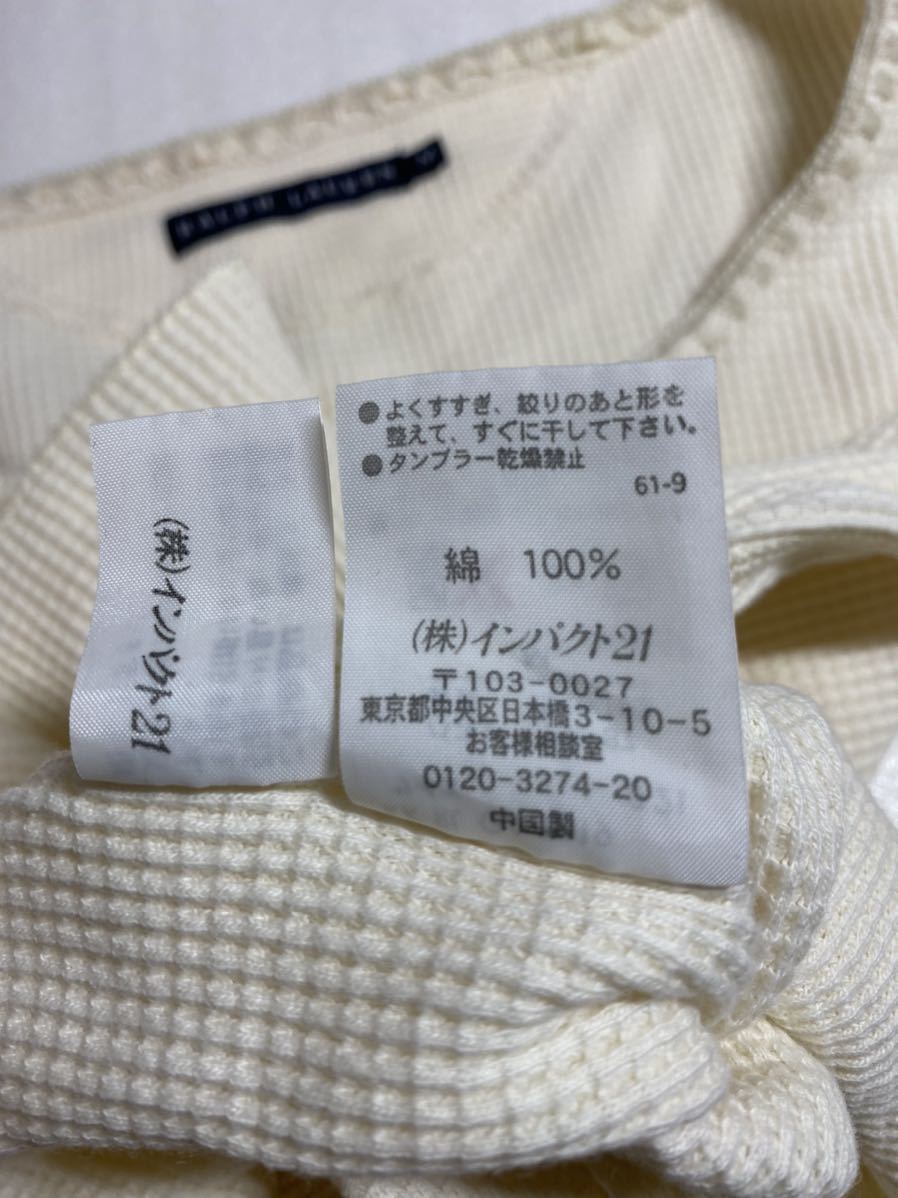 RALPH LAUREN
● よくすすぎ、絞りのあと形を
整えて、すぐに干して下さい。
● タンブラー乾燥禁止
61-9
綿 100%
(株)インパクト21
〒103-0027
東京都中央区日本橋3-10-5
お客様相談室
0120-3274-20
中国製
(株)インパクト21